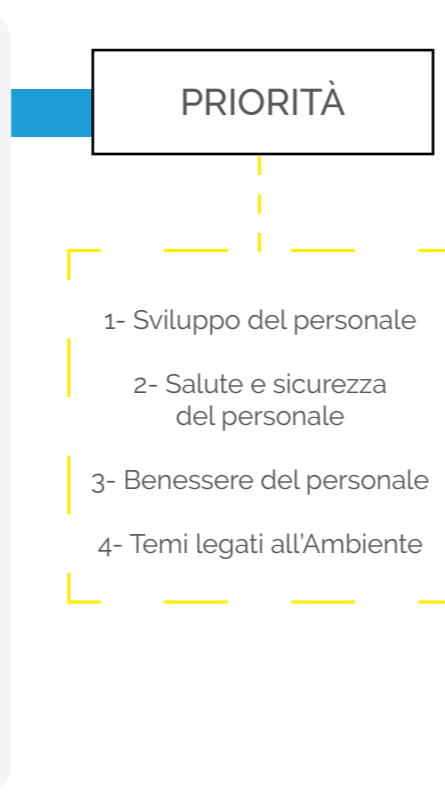 PRIORITÀ
1- Sviluppo del personale
2- Salute e sicurezza
del personale
3- Benessere del personale
4- Temi legati all'Ambiente